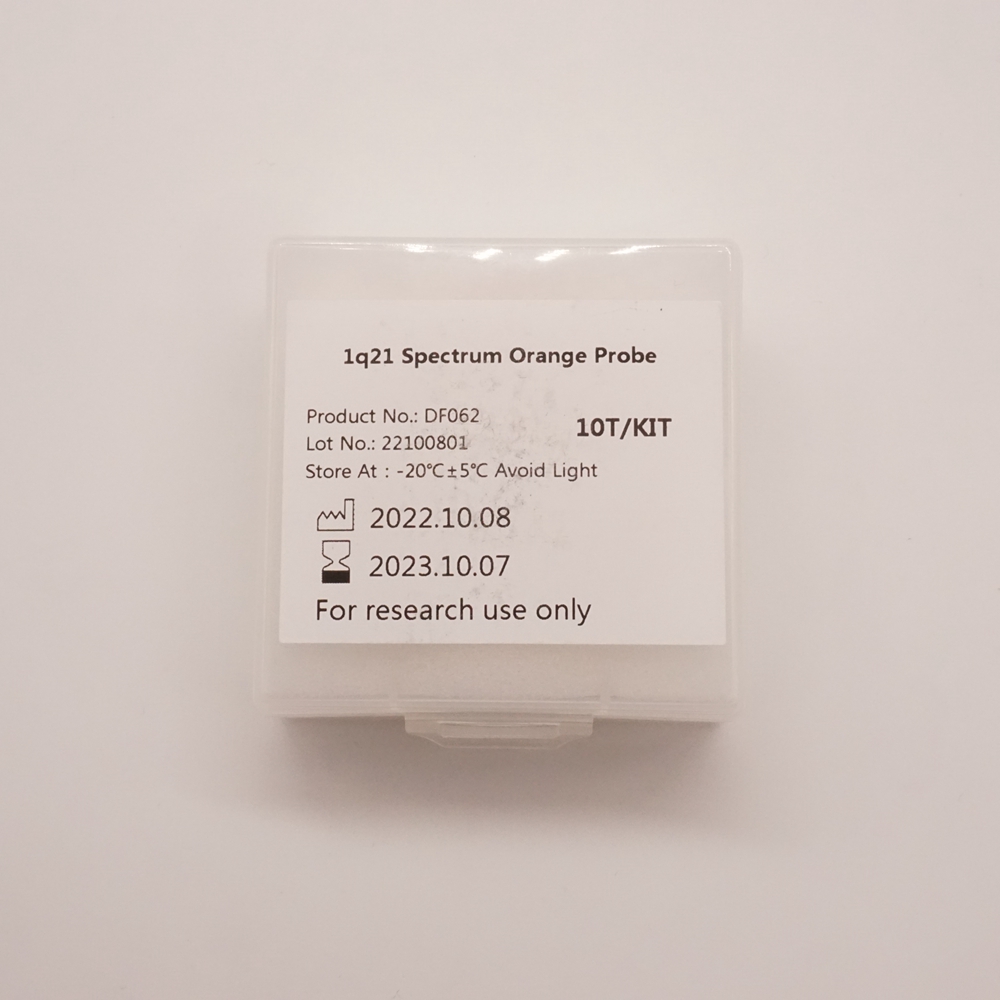 1q21 Spectrum Orange Probe
Product No.: DF062
10T/KIT
Lot No.: 22100801
Store At : -20℃±5℃ Avoid Light
2022.10.08
2023.10.07
For research use only